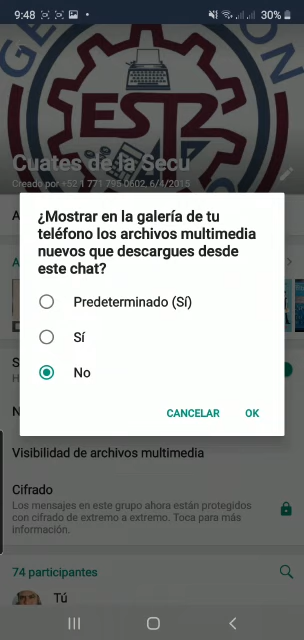 9:48
30%
GESTION
ESB
Cuates de la Secu
Creado por +52 1 771 795 0602, 6/4/2015
A
¿Mostrar en la galería de tu
teléfono los archivos multimedia
nuevos que descargues desde
este chat?
Predeterminado (Sí)
Sí
No
CANCELAR OK
Visibilidad de archivos multimedia
Cifrado
Los mensajes en este grupo ahora están protegidos
con cifrado de extremo a extremo. Toca para más
información.
74 participantes
Tú